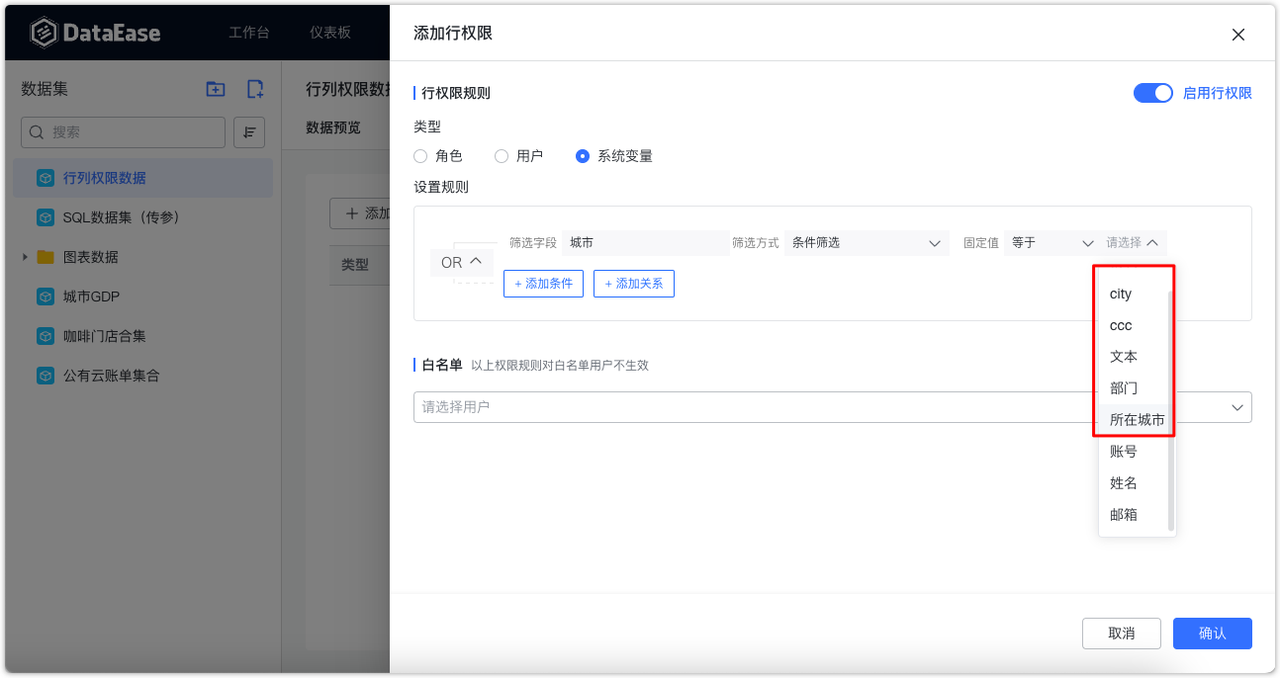 DataEase
工作台
仪表板
数据集
搜索
行列权限数据
SQL数据集（传参）
图表数据
城市GDP
咖啡门店合集
公有云账单集合
行列权限数
数据预览
添加
类型
添加行权限
行权限规则
启用行权限
类型
角色 用户 系统变量
设置规则
OR
筛选字段 城市 筛选方式 条件筛选 固定值 等于 请选择
+ 添加条件 + 添加关系
city
ccc
文本
部门
所在城市
账号
姓名
邮箱
白名单 以上权限规则对白名单用户不生效
请选择用户
取消 确认